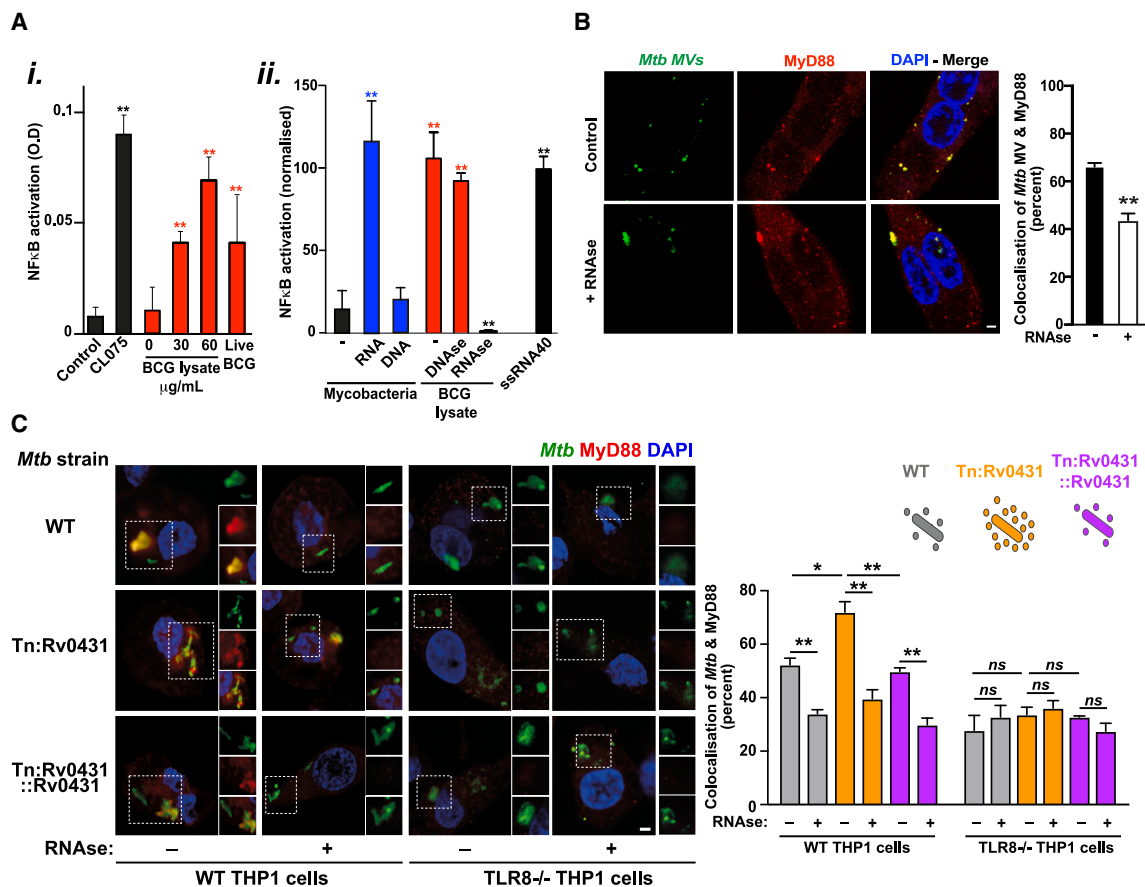 A
i.
NFκB activation (O.D)
0.1
0.05
0
**
**
**
**
Control
CL075
0
30
60
Live BCG
BCG lysate
μg/mL
ii.
NFκB activation (normalised)
150
100
50
0
**
**
**
**
**
-
RNA
DNA
-
DNAse
RNAse
ssRNA40
Mycobacteria
BCG
lysate
B
Mtb MVs
MyD88
DAPI - Merge
Control
+ RNAse
Colocalisation of Mtb MV & MyD88
(percent)
100
80
60
40
20
0
**
RNAse
-
+
C
Mtb MyD88 DAPI
Mtb strain
WT
Tn:Rv0431
Tn:Rv0431
::Rv0431
RNAse:
–
+
–
+
WT THP1 cells
TLR8-/- THP1 cells
WT
Tn:Rv0431
Tn:Rv0431
::Rv0431
Colocalisation of Mtb & MyD88
(percent)
80
60
40
20
0
*
**
**
**
**
ns
ns
ns
ns
ns
RNAse:
–
+
–
+
–
+
–
+
–
+
–
+
WT THP1 cells
TLR8-/- THP1 cells